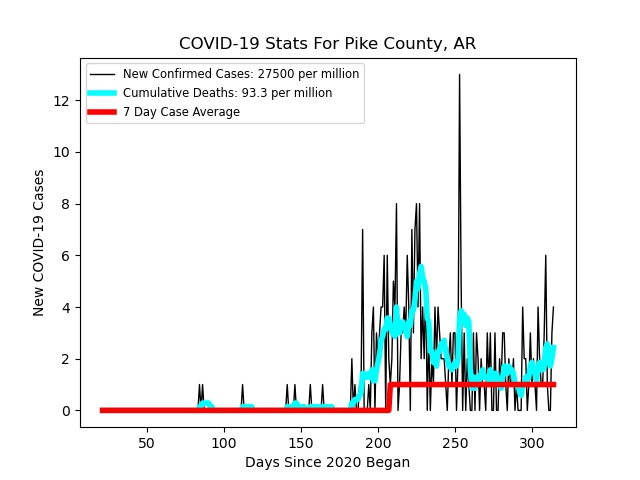 COVID-19 Stats For Pike County, AR
New Confirmed Cases: 27500 per million
Cumulative Deaths: 93.3 per million
7 Day Case Average
New COVID-19 Cases
12
10
8
6
4
2
0
50 100 150 200 250 300
Days Since 2020 Began